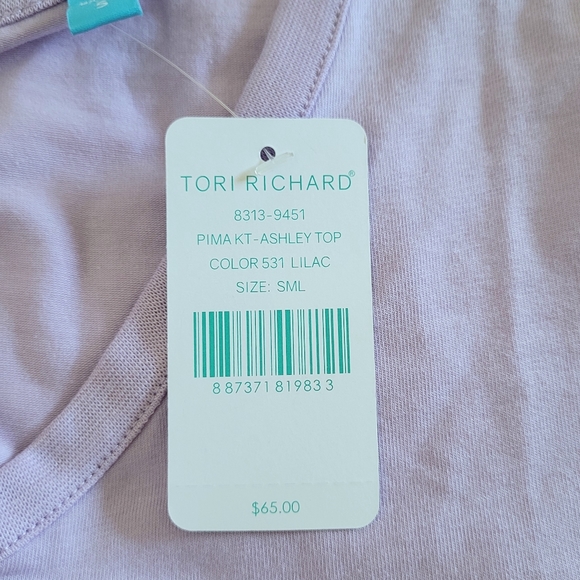 TORI RICHARD®
8313-9451
PIMA KT-ASHLEY TOP
COLOR 531 LILAC
SIZE: SML
8 87371 81983 3
$65.00